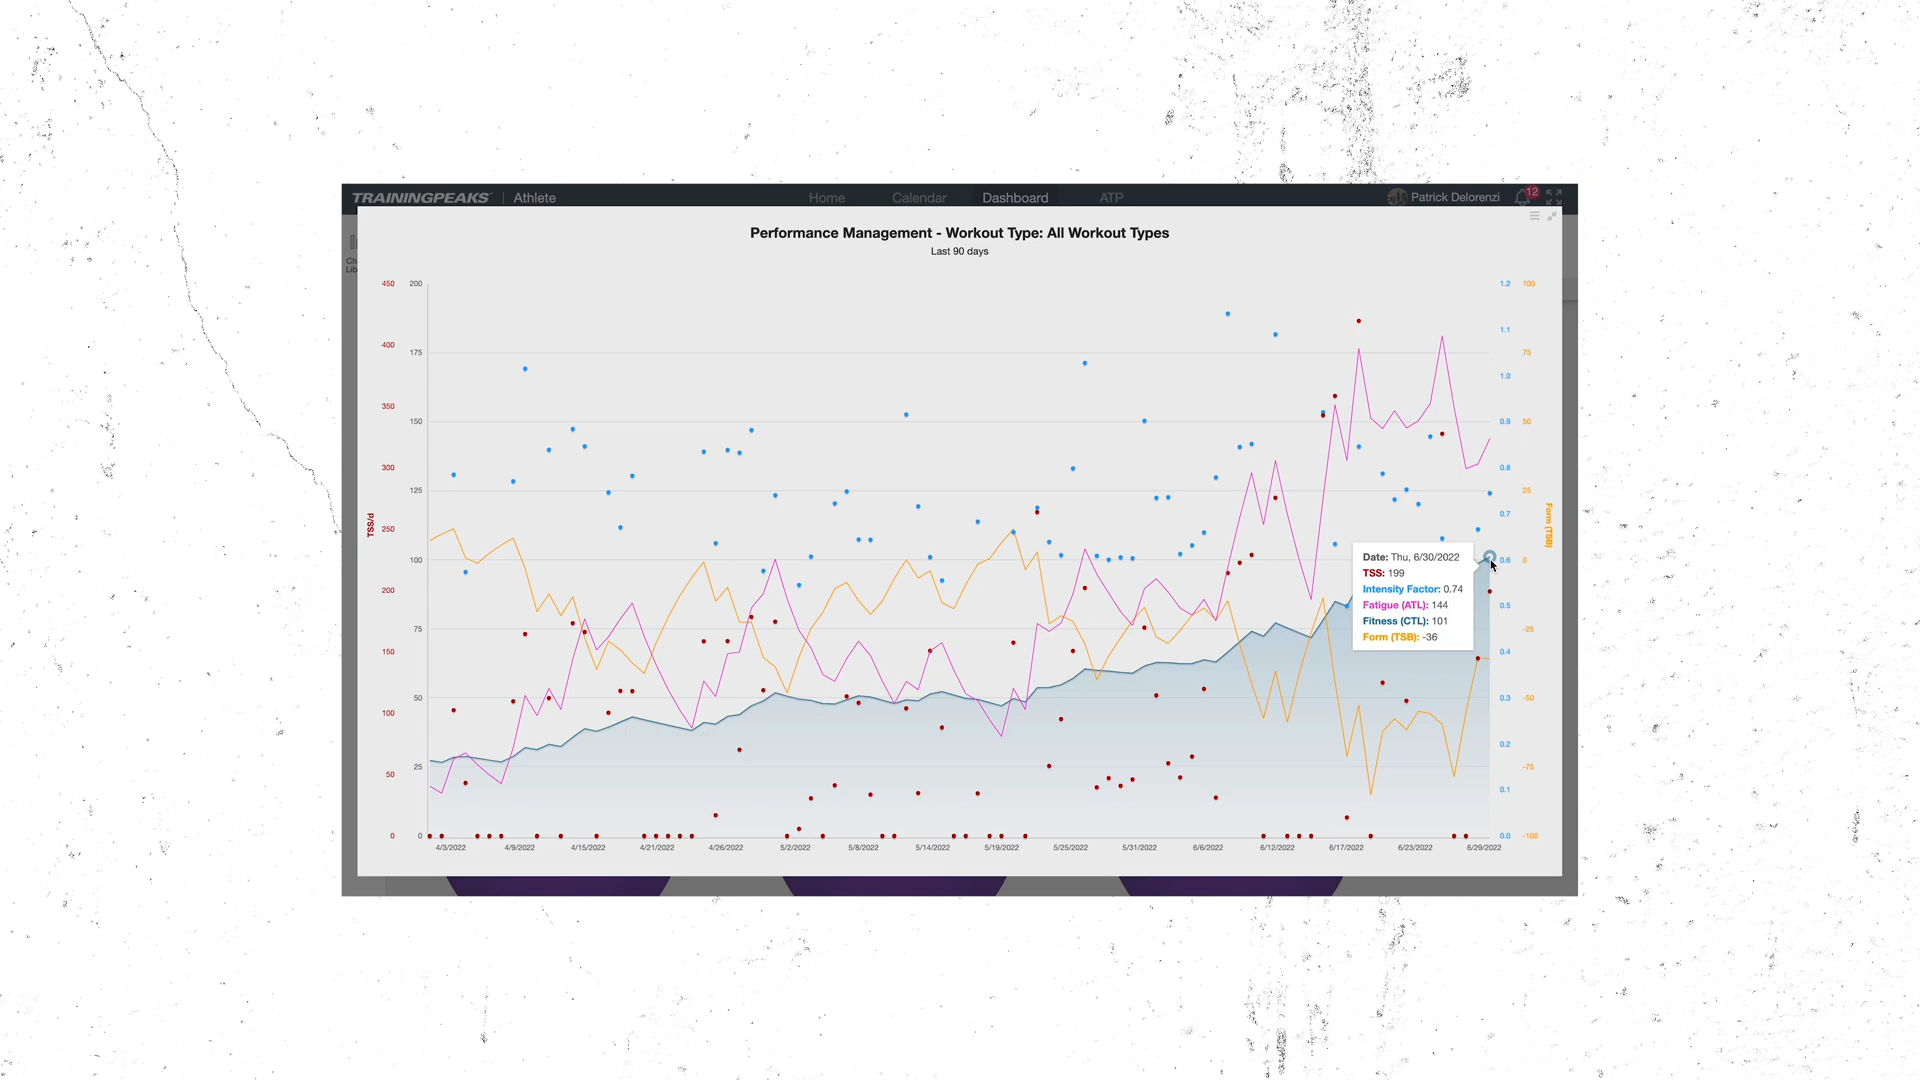 TRAININGPEAKS | Athlete Home Calendar Dashboard ATP Patrick Delorenzi 12
Ch
Lib
Performance Management - Workout Type: All Workout Types
Last 90 days
450 200 1.2 100
1.1
400 175 75
1.0
350 150 0.9 50
300 0.8
125 25
0.7
250
100 0.6 0
200 0.5
75 -25
150 0.4
50 0.3 -50
100
0.2
25 -75
50 0.1
0 0 0.0 -100
TSS/d
Form (TSB)
Date: Thu, 6/30/2022
TSS: 199
Intensity Factor: 0.74
Fatigue (ATL): 144
Fitness (CTL): 101
Form (TSB): -36
4/3/2022 4/9/2022 4/15/2022 4/21/2022 4/26/2022 5/2/2022 5/8/2022 5/14/2022 5/19/2022 5/25/2022 5/31/2022 6/6/2022 6/12/2022 6/17/2022 6/23/2022 6/29/2022